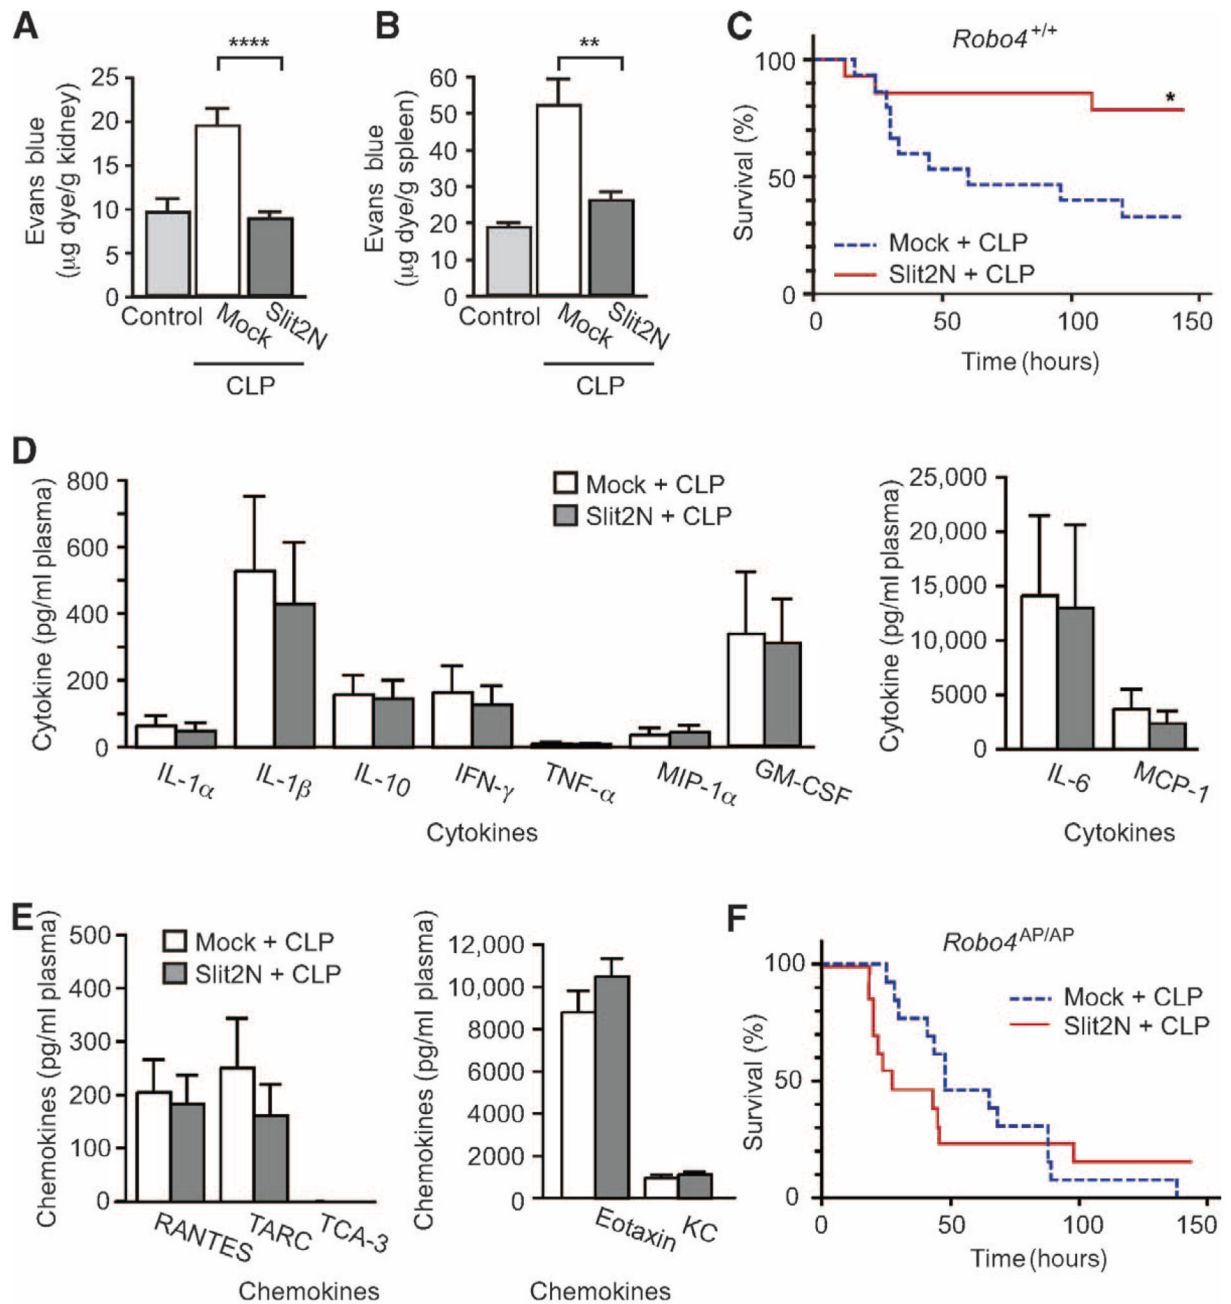 A
****
Evans blue
(μg dye/g kidney)
25
20
15
10
5
0
Control
Mock
Slit2N
CLP
B
**
Evans blue
(μg dye/g spleen)
60
50
40
30
20
10
0
Control
Mock
Slit2N
CLP
C
Robo4+/+
Survival (%)
100
50
0
*
Mock + CLP
Slit2N + CLP
0
50
100
150
Time (hours)
D
Cytokine (pg/ml plasma)
800
600
400
200
0
Mock + CLP
Slit2N + CLP
IL-1α
IL-1β
IL-10
IFN-γ
TNF-α
MIP-1α
GM-CSF
Cytokines
Cytokine (pg/ml plasma)
25,000
20,000
15,000
10,000
5000
0
IL-6
MCP-1
Cytokines
E
Chemokines (pg/ml plasma)
500
400
300
200
100
0
Mock + CLP
Slit2N + CLP
RANTES
TARC
TCA-3
Chemokines
Chemokines (pg/ml plasma)
12,000
10,000
8000
6000
4000
2000
0
Eotaxin
KC
Chemokines
F
Robo4AP/AP
Survival (%)
100
50
0
Mock + CLP
Slit2N + CLP
0
50
100
150
Time (hours)